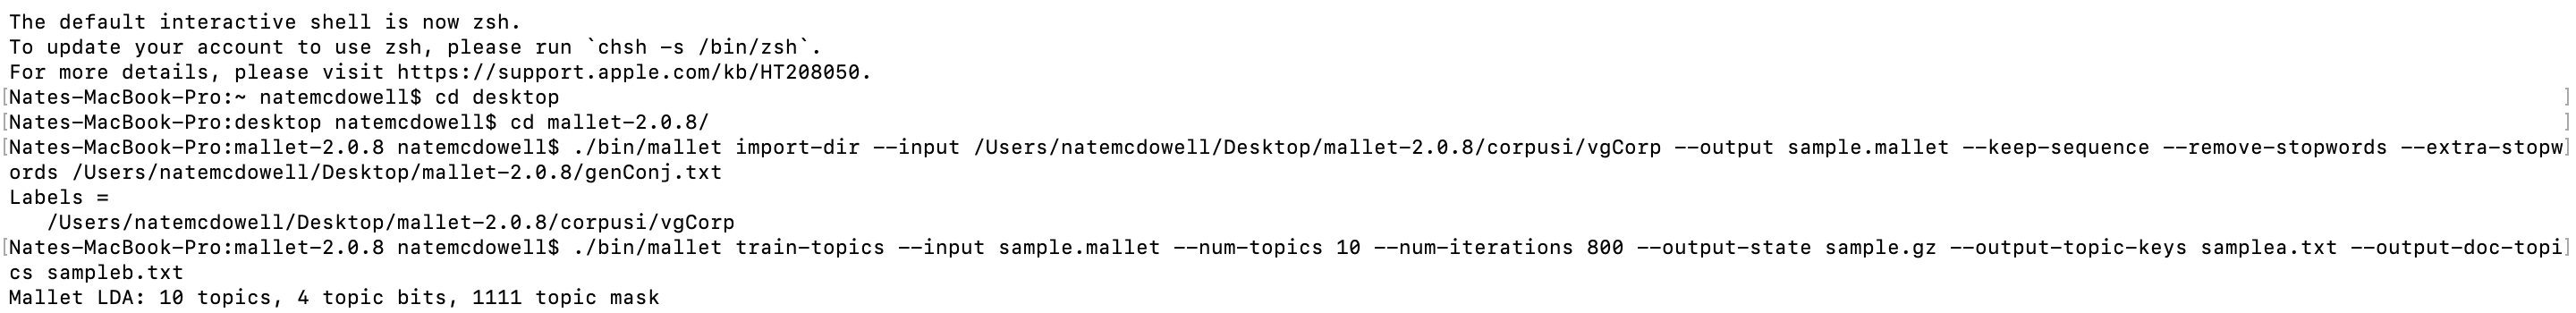 The default interactive shell is now zsh.
To update your account to use zsh, please run `chsh -s /bin/zsh`.
For more details, please visit https://support.apple.com/kb/HT208050.
[Nates-MacBook-Pro:~ natemcdowell$ cd desktop ]
[Nates-MacBook-Pro:desktop natemcdowell$ cd mallet-2.0.8/ ]
[Nates-MacBook-Pro:mallet-2.0.8 natemcdowell$ ./bin/mallet import-dir --input /Users/natemcdowell/Desktop/mallet-2.0.8/corpusi/vgCorp --output sample.mallet --keep-sequence --remove-stopwords --extra-stopw]
ords /Users/natemcdowell/Desktop/mallet-2.0.8/genConj.txt
Labels =
   /Users/natemcdowell/Desktop/mallet-2.0.8/corpusi/vgCorp
[Nates-MacBook-Pro:mallet-2.0.8 natemcdowell$ ./bin/mallet train-topics --input sample.mallet --num-topics 10 --num-iterations 800 --output-state sample.gz --output-topic-keys samplea.txt --output-doc-topi]
cs sampleb.txt
Mallet LDA: 10 topics, 4 topic bits, 1111 topic mask